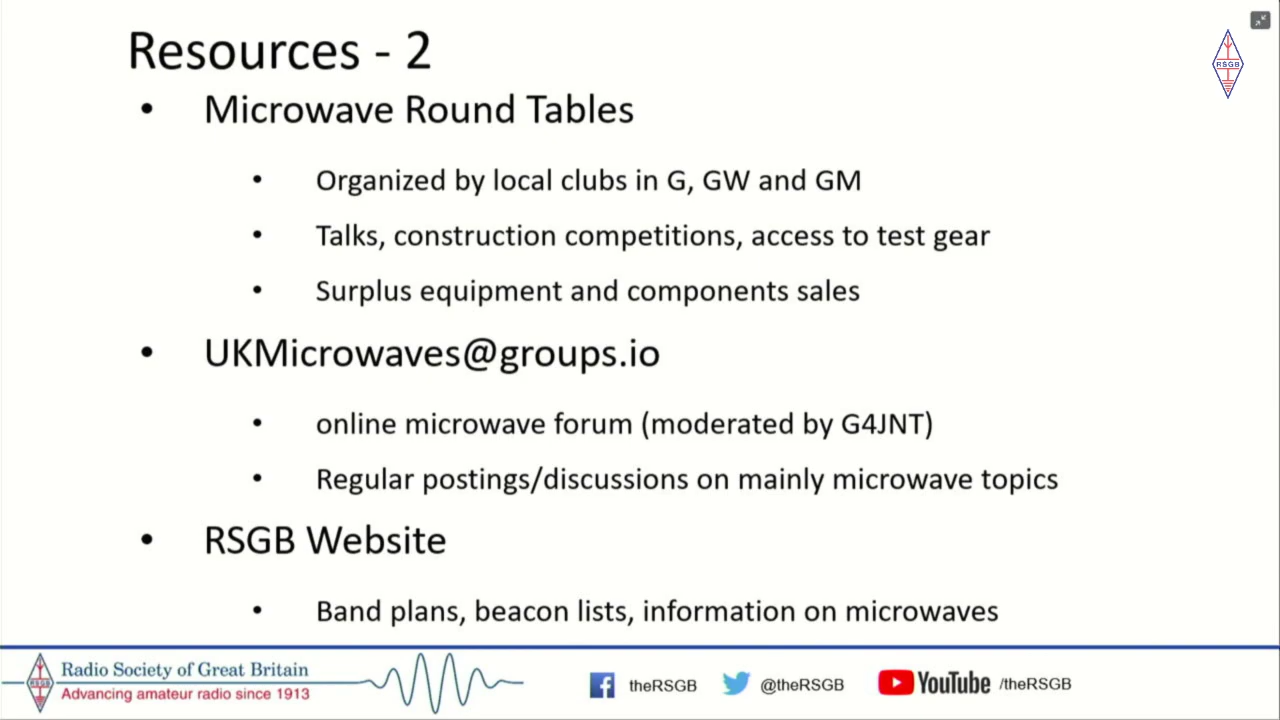 Resources - 2
RSGB
• Microwave Round Tables
• Organized by local clubs in G, GW and GM
• Talks, construction competitions, access to test gear
• Surplus equipment and components sales
• UKMicrowaves@groups.io
• online microwave forum (moderated by G4JNT)
• Regular postings/discussions on mainly microwave topics
• RSGB Website
• Band plans, beacon lists, information on microwaves
RSGB
Radio Society of Great Britain
Advancing amateur radio since 1913
theRSGB
@theRSGB
YouTube /theRSGB